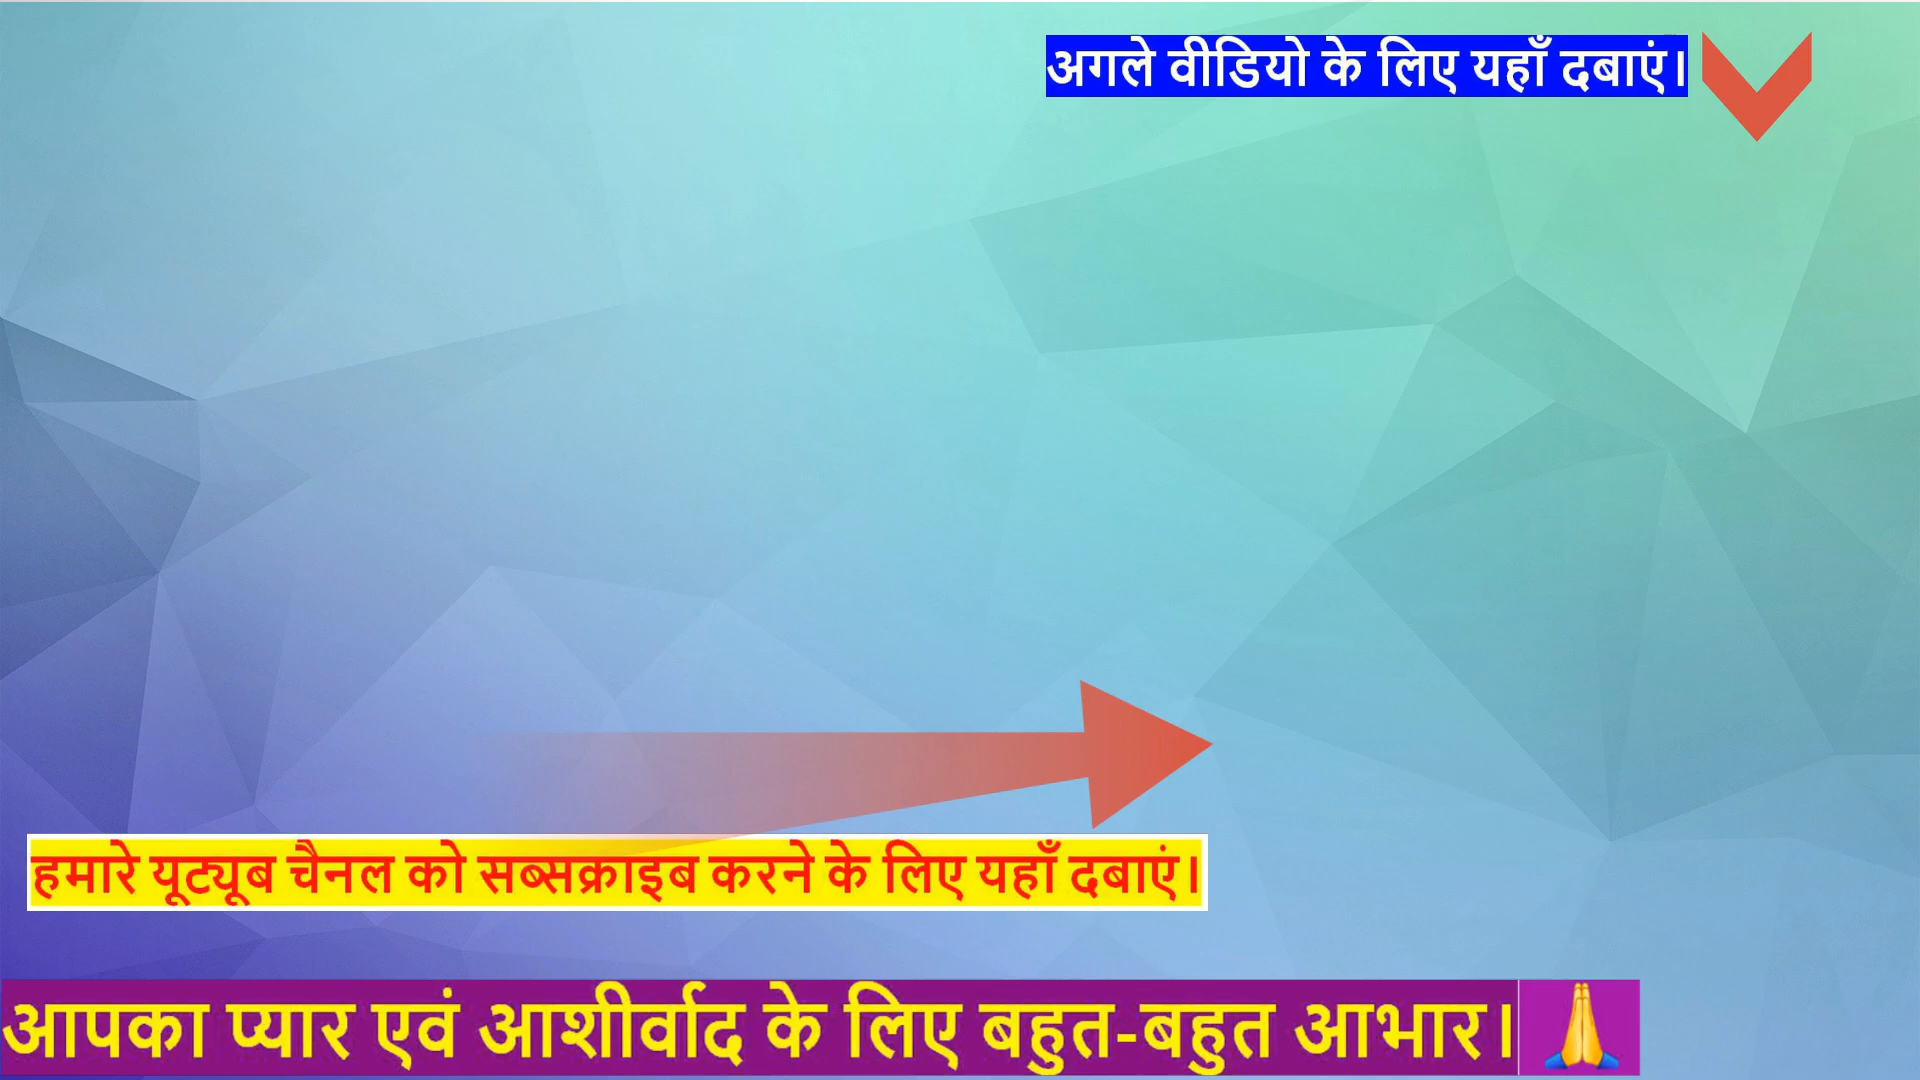 अगले वीडियो के लिए यहाँ दबाएं।
हमारे यूट्यूब चैनल को सब्सक्राइब करने के लिए यहाँ दबाएं।
आपका प्यार एवं आशीर्वाद के लिए बहुत-बहुत आभार।🙏